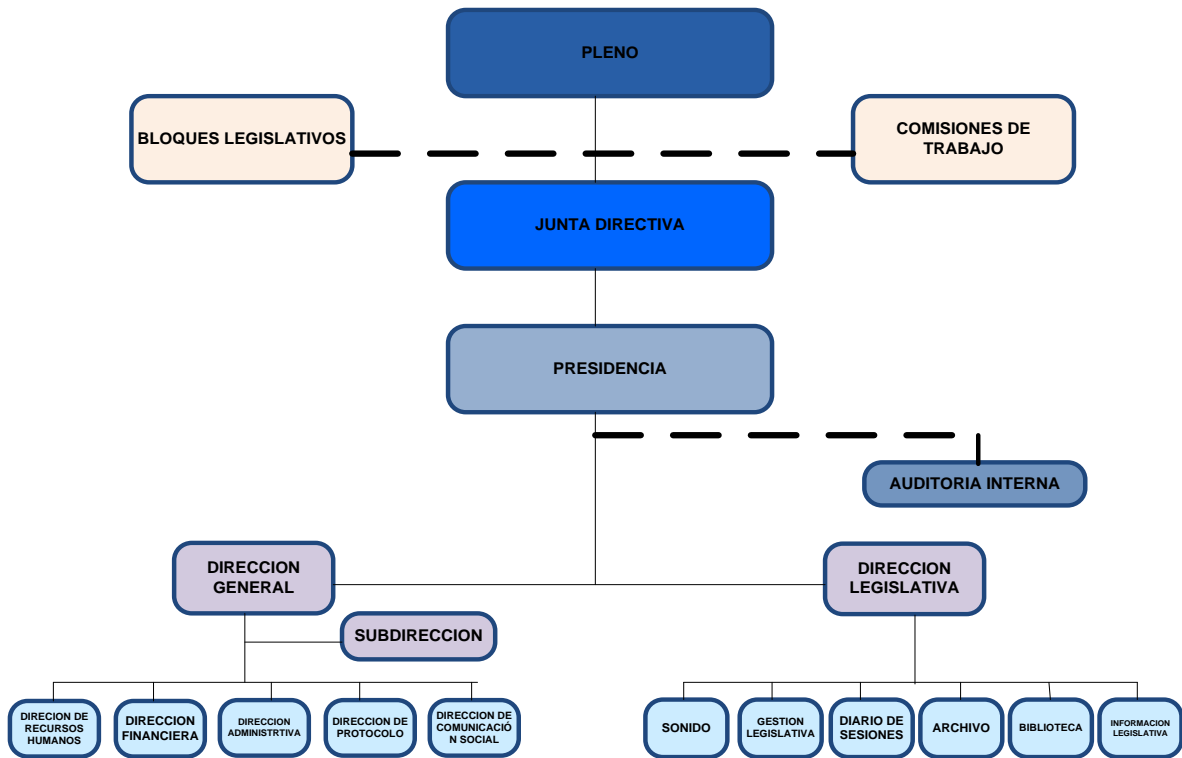 PLENO
BLOQUES LEGISLATIVOS
COMISIONES DE
TRABAJO
JUNTA DIRECTIVA
PRESIDENCIA
AUDITORIA INTERNA
DIRECCION
GENERAL
DIRECCION
LEGISLATIVA
SUBDIRECCION
DIRECION DE
RECURSOS
HUMANOS
DIRECCION
FINANCIERA
DIRECCION
ADMINISTRTIVA
DIRECCION DE
PROTOCOLO
DIRECCION DE
COMUNICACIÓ
N SOCIAL
SONIDO
GESTION
LEGISLATIVA
DIARIO DE
SESIONES
ARCHIVO
BIBLIOTECA
INFORMACION
LEGISLATIVA